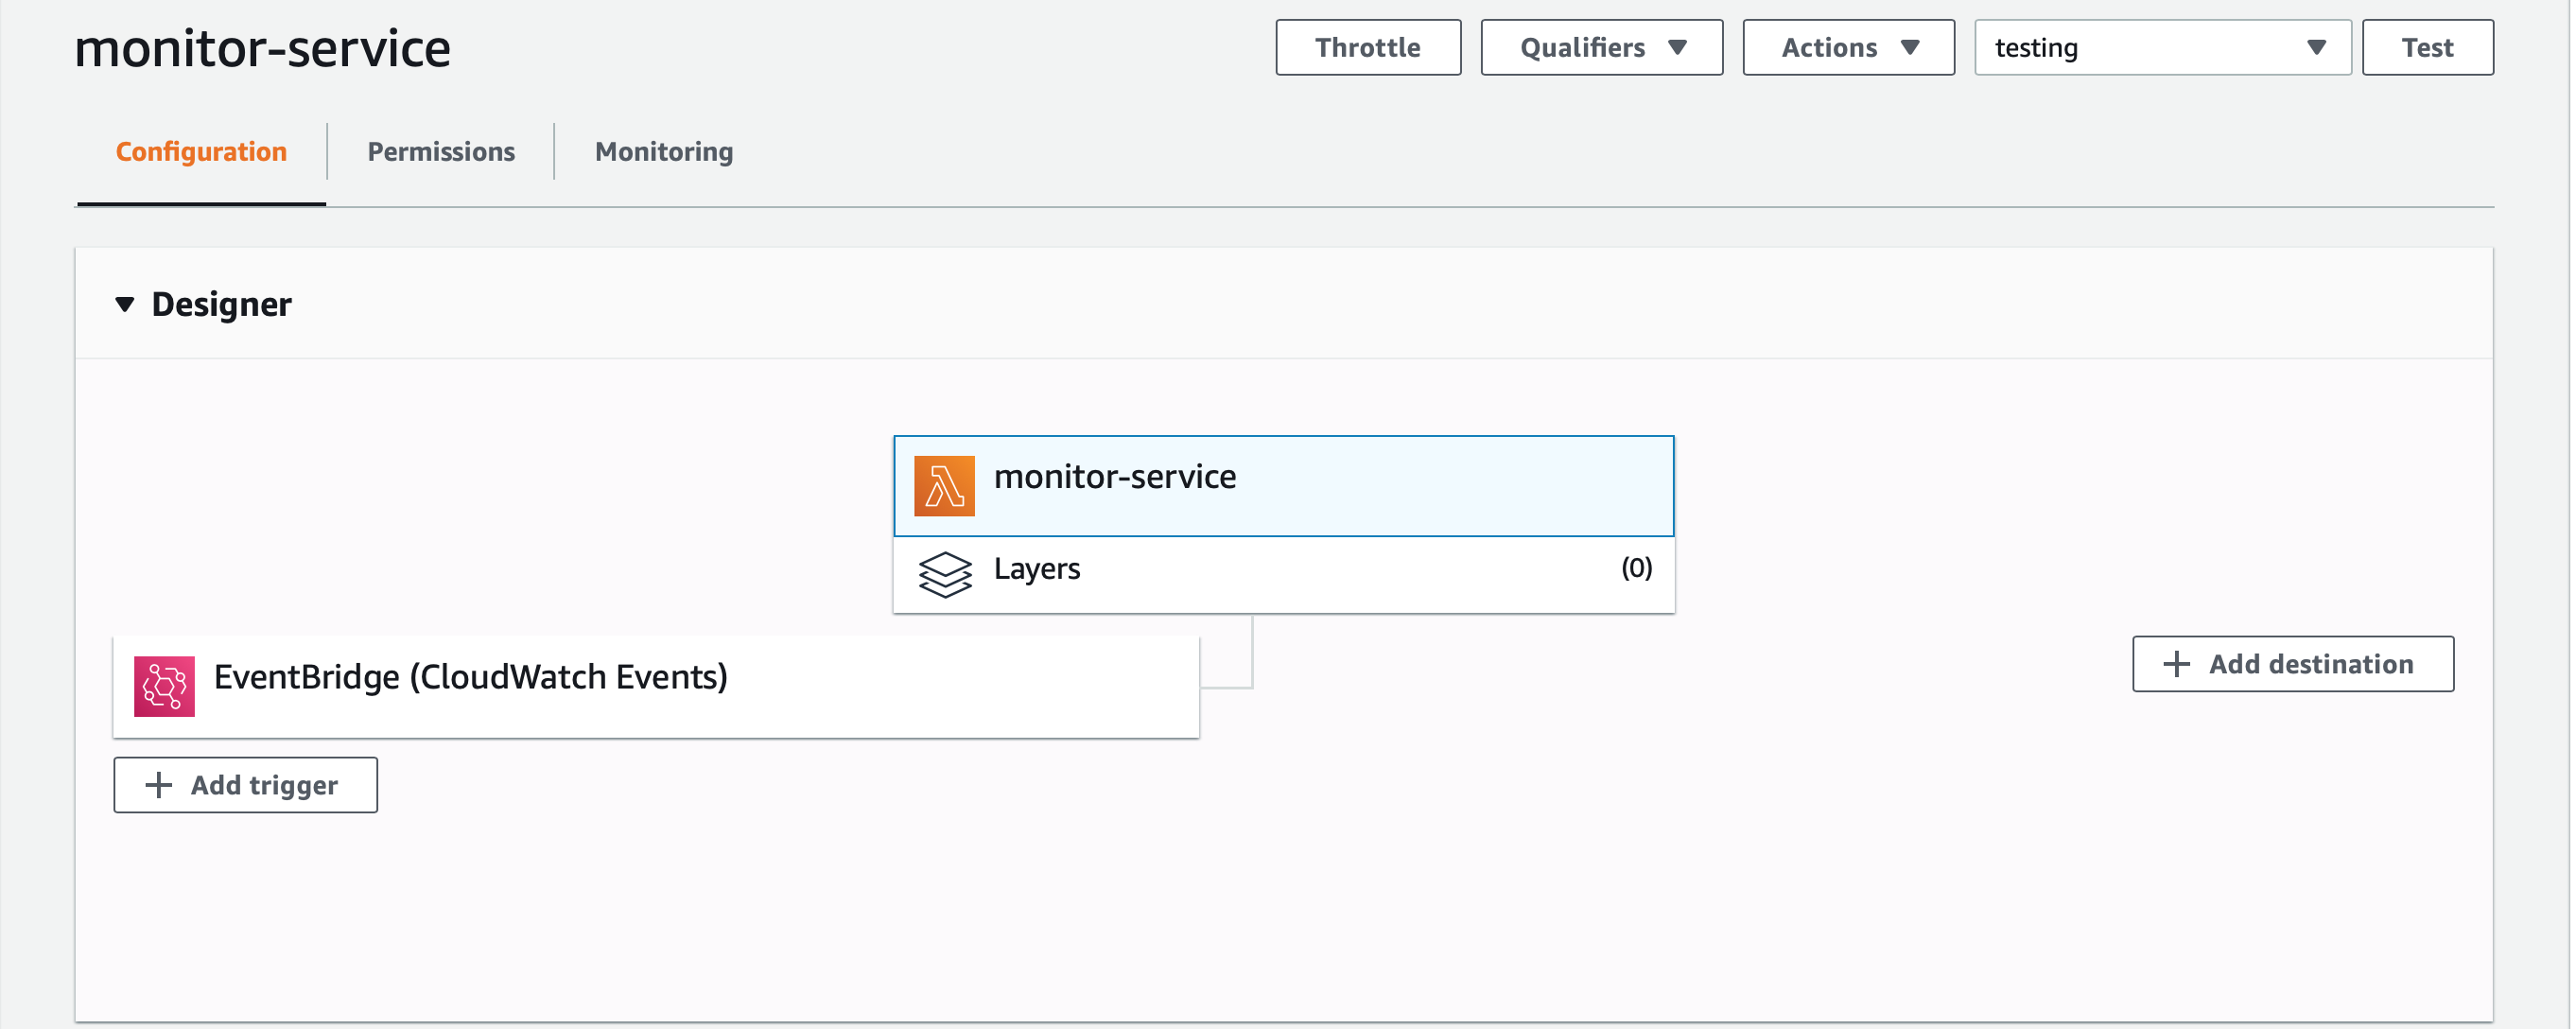 monitor-service
Throttle
Qualifiers
Actions
testing
Test
Configuration
Permissions
Monitoring
Designer
monitor-service
Layers
(0)
EventBridge (CloudWatch Events)
Add destination
Add trigger